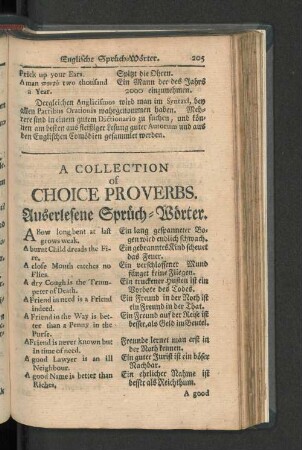 Englische Sprüch-Wörter. 205
Prick up your Ears. Spitzt die Ohren.
A man worth two thousand Ein Mann der des Jahrs
a Year. 2000 einzunehmen.
Dergleichen Anglicismos wird man im Syntaxi, bey
allen Partibus Orationis wahrgenommen haben. Meh-
rere sind in einem guten Dictionario zu suchen, und kön-
nen am besten aus fleißiger Lesung guter Autorum und aus
den Englischen Comödien gesammlet werden.
A COLLECTION
OF
CHOICE PROVERBS.
Auserlesene Sprüch-Wörter.
A Bow long bent at last Ein lang gespanneter Bo-
grows weak. gen wird endlich schwach.
A burnt Child dreads the Fi- Ein gebranntes Kind scheuet
re. das Feuer.
A close Mouth catches no Ein verschlossener Mund
Flies. fänget keine Fliegen.
A dry Cough is the Trum- Ein truckener Husten ist ein
peter of Death. Vorbote des Todes.
A Friend in need is a Friend Ein Freund in der Noth ist
indeed. ein Freund in der That.
A Friend in the Way is bet- Ein Freund auf der Reise ist
ter than a Penny in the besser, als Geld im Beutel.
Purse.
A Friend is never known but Freunde lernet man erst in
in time of need. der Noth kennen.
A good Lawyer is an ill Ein guter Jurist ist ein böser
Neighbour. Nachbar.
A good Name is better than Ein ehrlicher Nahme ist
Riches. besser als Reichthum.
A good